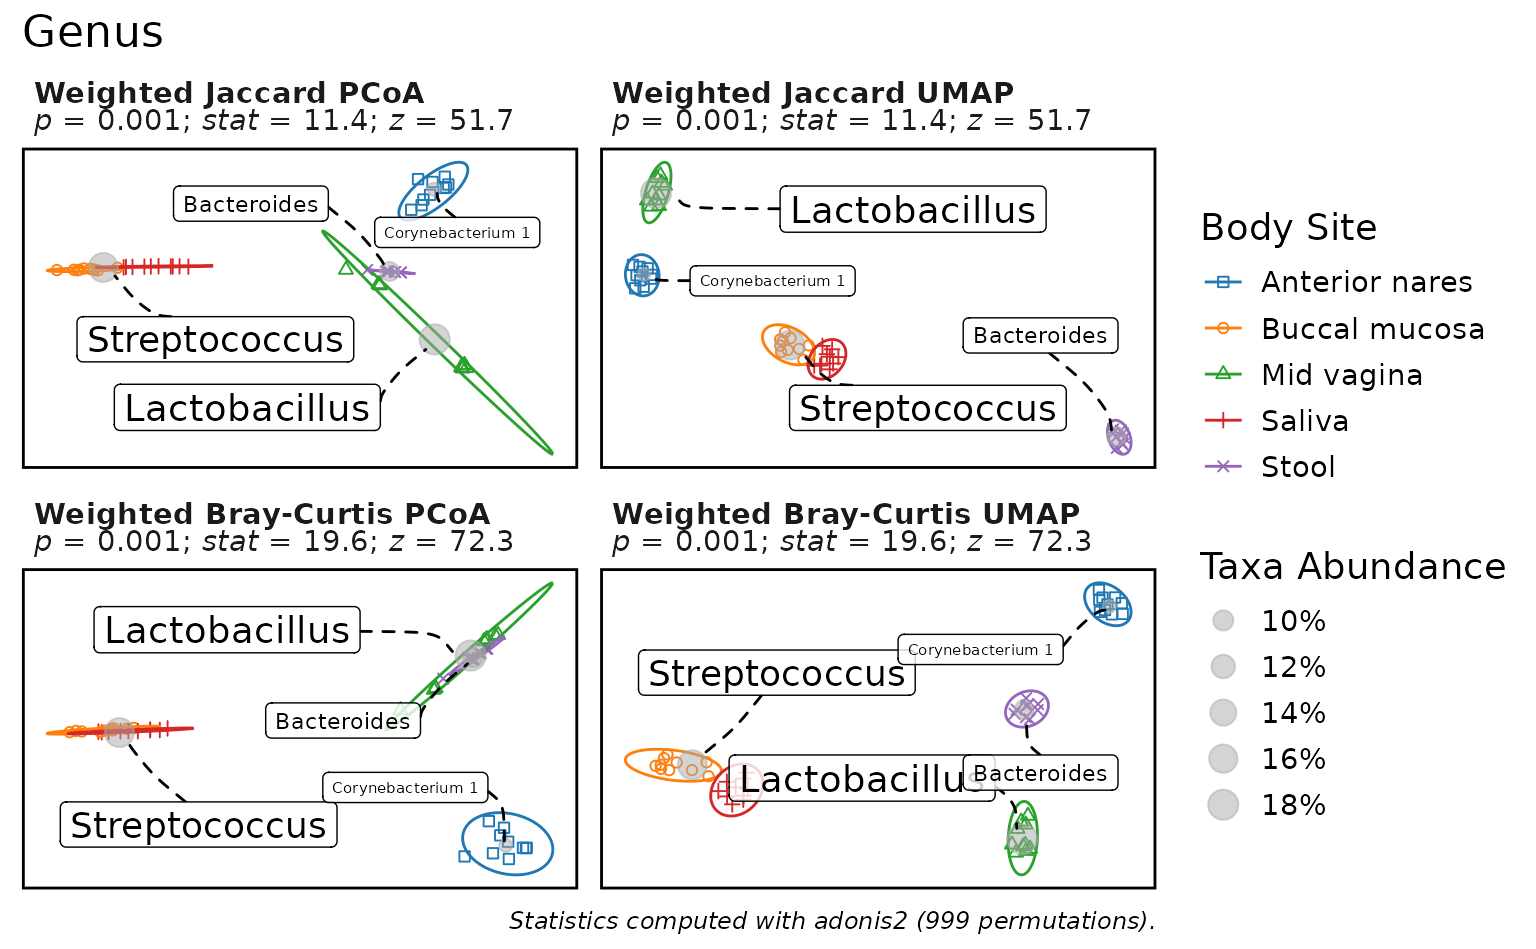 Genus
Weighted Jaccard PCoA
p = 0.001; stat = 11.4; z = 51.7
Bacteroides
Corynebacterium 1
Streptococcus
Lactobacillus
Weighted Jaccard UMAP
p = 0.001; stat = 11.4; z = 51.7
Lactobacillus
Corynebacterium 1
Bacteroides
Streptococcus
Weighted Bray-Curtis PCoA
p = 0.001; stat = 19.6; z = 72.3
Lactobacillus
Bacteroides
Corynebacterium 1
Streptococcus
Weighted Bray-Curtis UMAP
p = 0.001; stat = 19.6; z = 72.3
Corynebacterium 1
Streptococcus
Lactobacillus
Bacteroides
Body Site
Anterior nares
Buccal mucosa
Mid vagina
Saliva
Stool
Taxa Abundance
10%
12%
14%
16%
18%
Statistics computed with adonis2 (999 permutations).